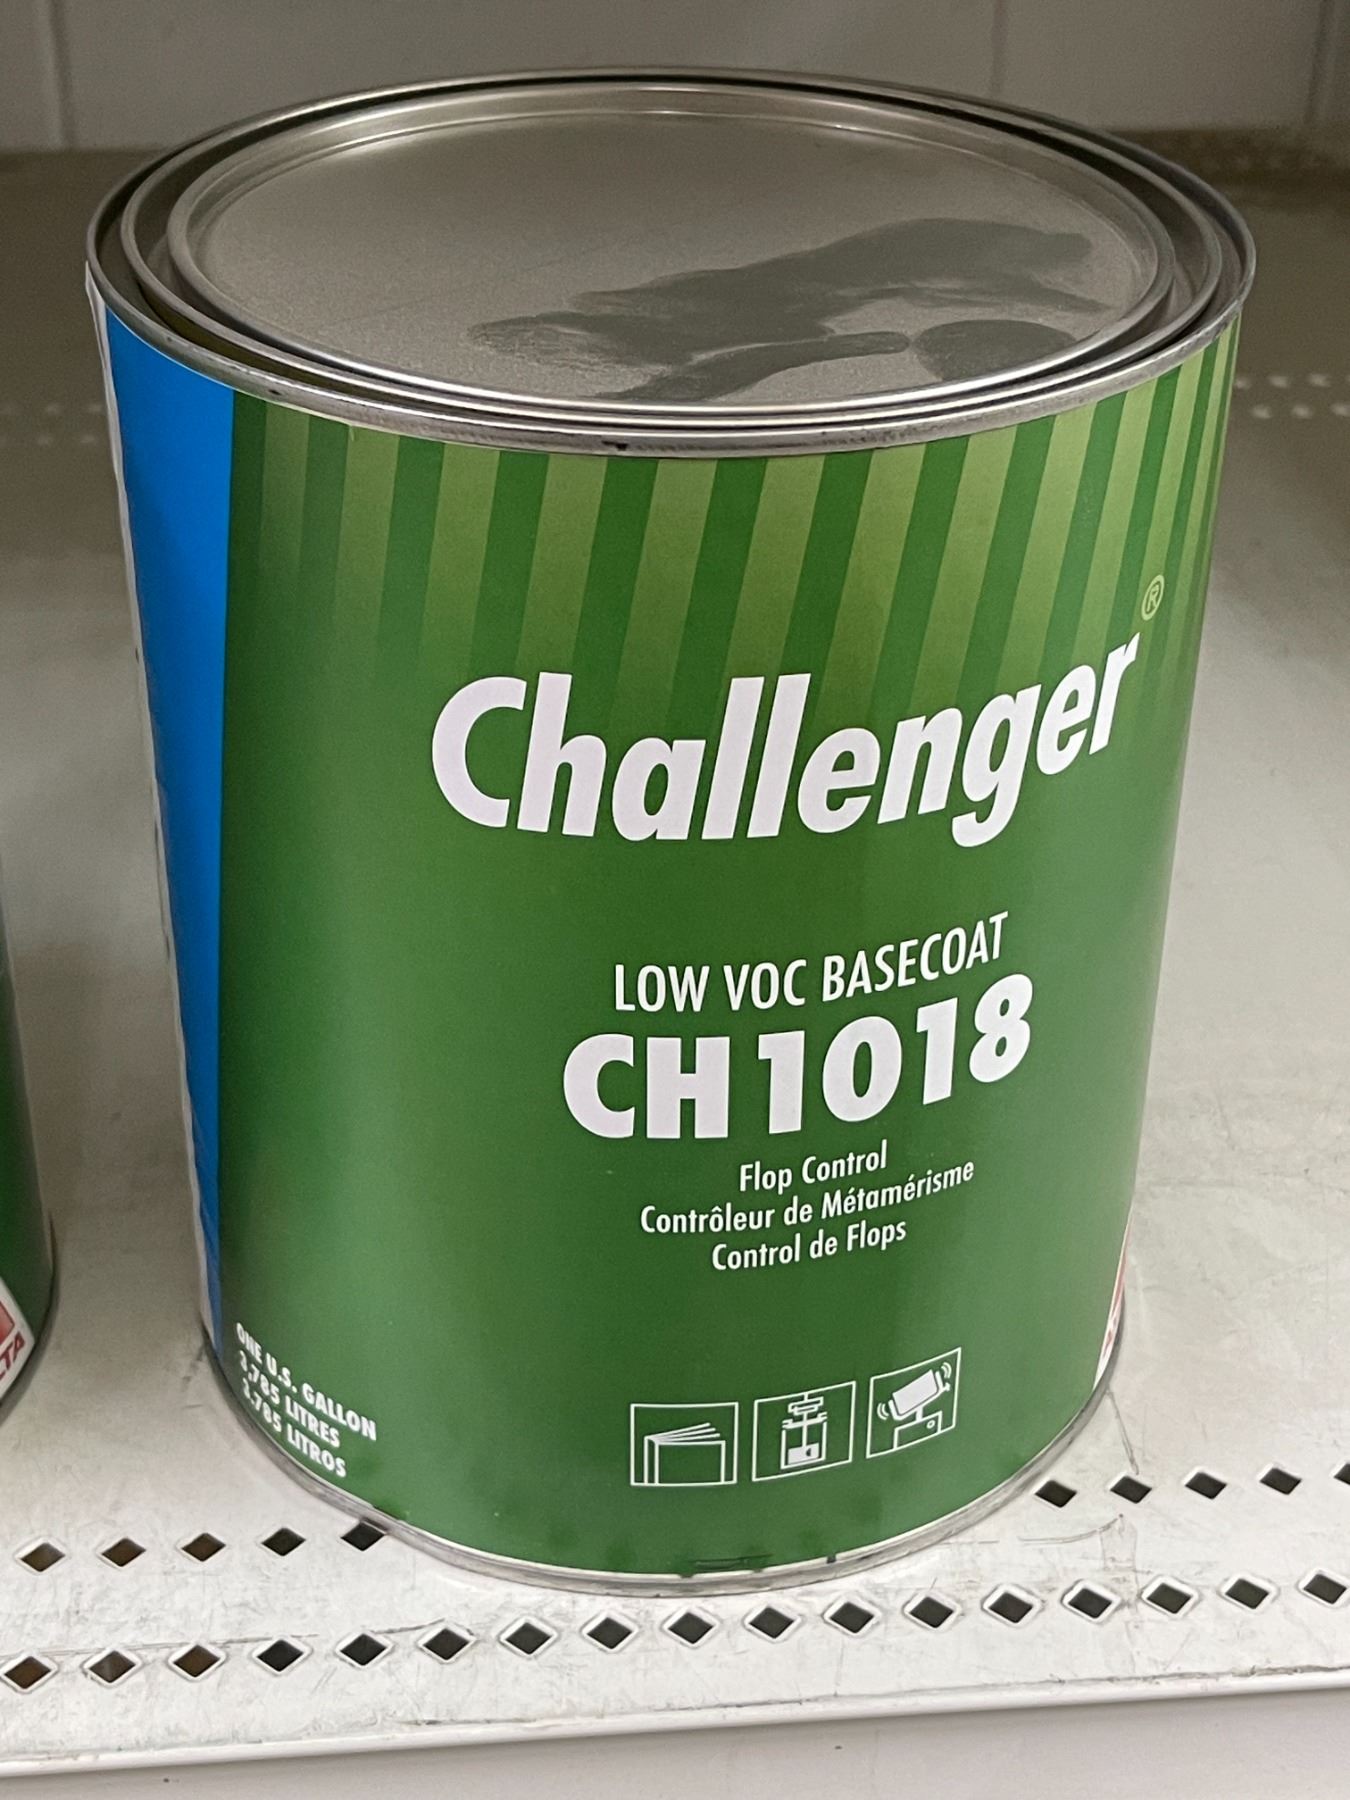 Challenger®
LOW VOC BASECOAT
CH1018
Flop Control
Contrôleur de Métamérisme
Control de Flops
ONE U.S. GALLON
3,785 LITRES
3.785 LITROS